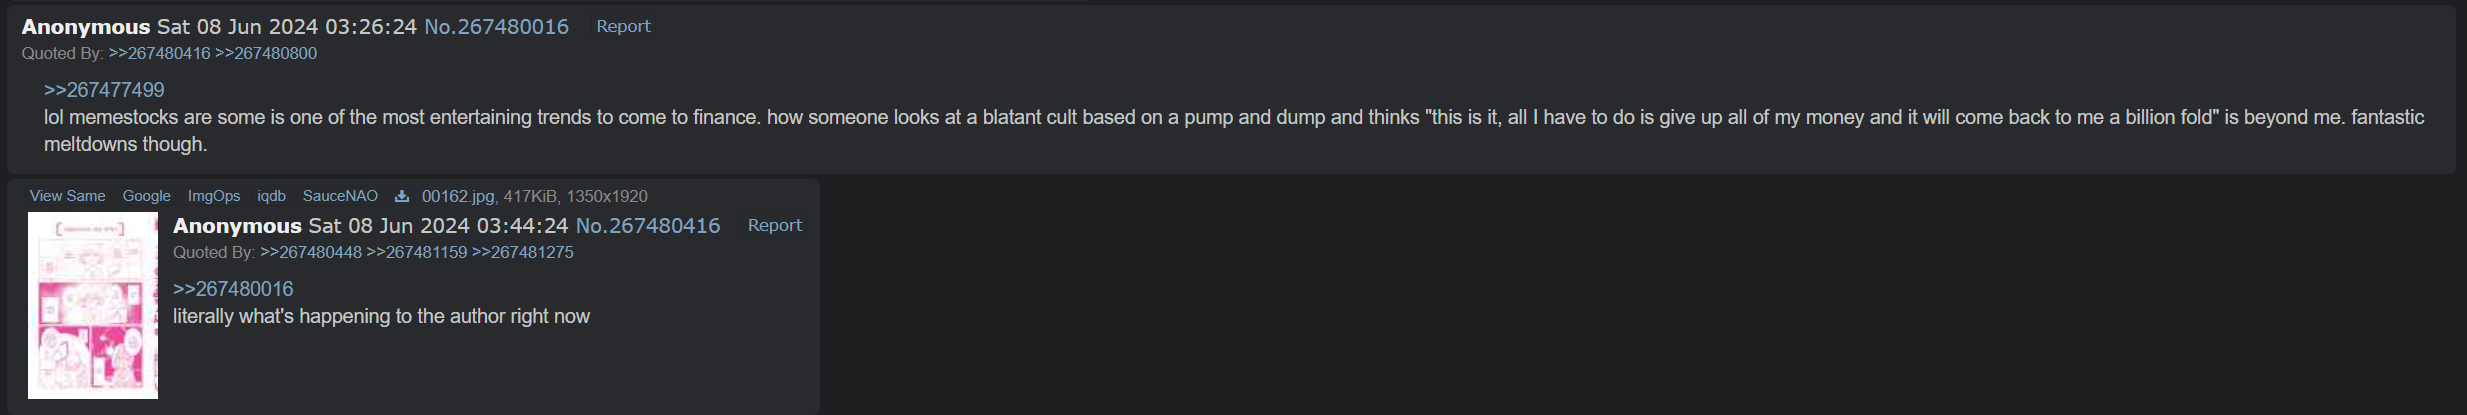 Anonymous Sat 08 Jun 2024 03:26:24 No.267480016 Report
Quoted By: >>267480416 >>267480800
>>267477499
lol memestocks are some is one of the most entertaining trends to come to finance. how someone looks at a blatant cult based on a pump and dump and thinks "this is it, all I have to do is give up all of my money and it will come back to me a billion fold" is beyond me. fantastic
meltdowns though.
View Same Google ImgOps iqdb SauceNAO 00162.jpg, 417KiB, 1350x1920
Anonymous Sat 08 Jun 2024 03:44:24 No.267480416 Report
Quoted By: >>267480448 >>267481159 >>267481275
>>267480016
literally what's happening to the author right now